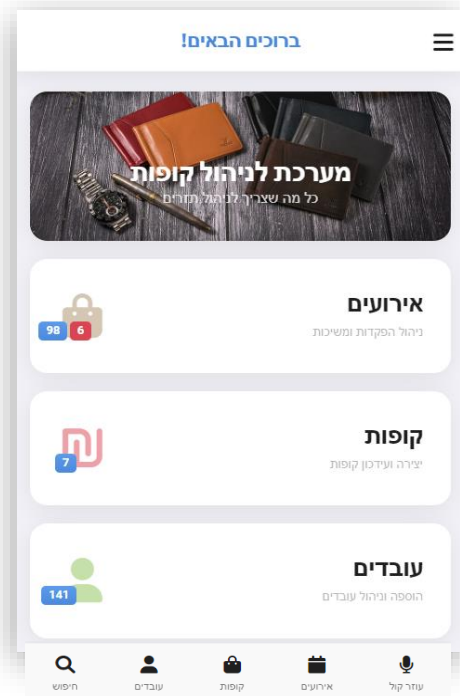 ברוכים הבאים!
מערכת לניהול קופות
כל מה שצריך לניהול תזרים
אירועים
ניהול הפקדות ומשיכות
6
98
קופות
יצירה ועידכון קופות
7
עובדים
הוספה וניהול עובדים
141
עוזר קול
אירועים
קופות
עובדים
חיפוש